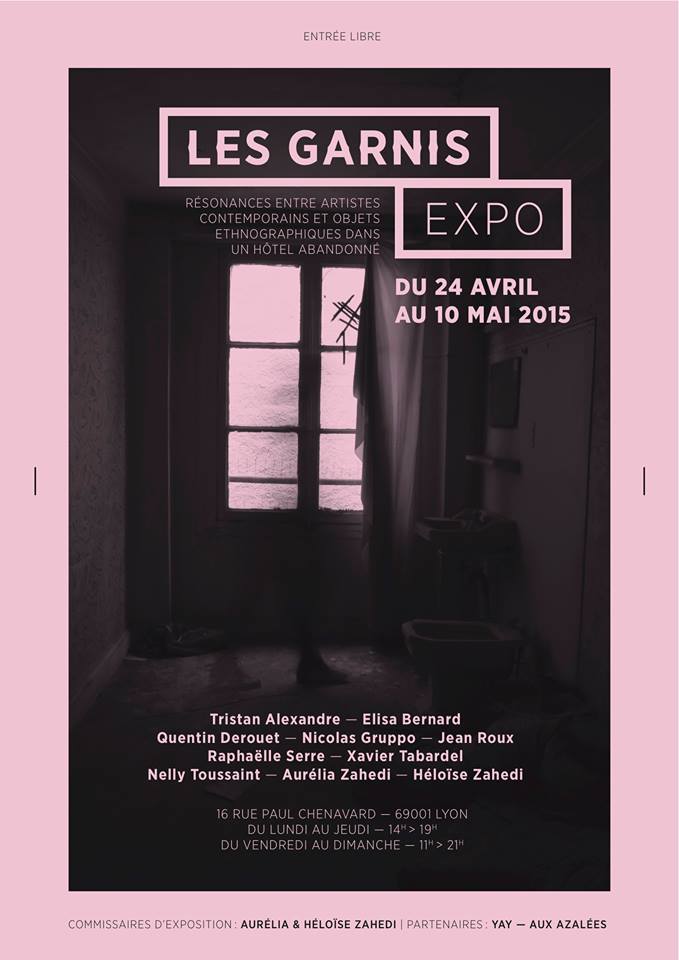 ENTRÉE LIBRE
LES GARNIS
EXPO
RÉSONANCES ENTRE ARTISTES
CONTEMPORAINS ET OBJETS
ETHNOGRAPHIQUES DANS
UN HÔTEL ABANDONNÉ
DU 24 AVRIL
AU 10 MAI 2015
Tristan Alexandre — Elisa Bernard
Quentin Derouet — Nicolas Gruppo — Jean Roux
Raphaëlle Serre — Xavier Tabardel
Nelly Toussaint — Aurélia Zahedi — Héloïse Zahedi
16 RUE PAUL CHENAVARD — 69001 LYON
DU LUNDI AU JEUDI — 14H > 19H
DU VENDREDI AU DIMANCHE — 11H > 21H
COMMISSAIRES D'EXPOSITION : AURÉLIA & HÉLOÏSE ZAHEDI | PARTENAIRES : YAY — AUX AZALÉES